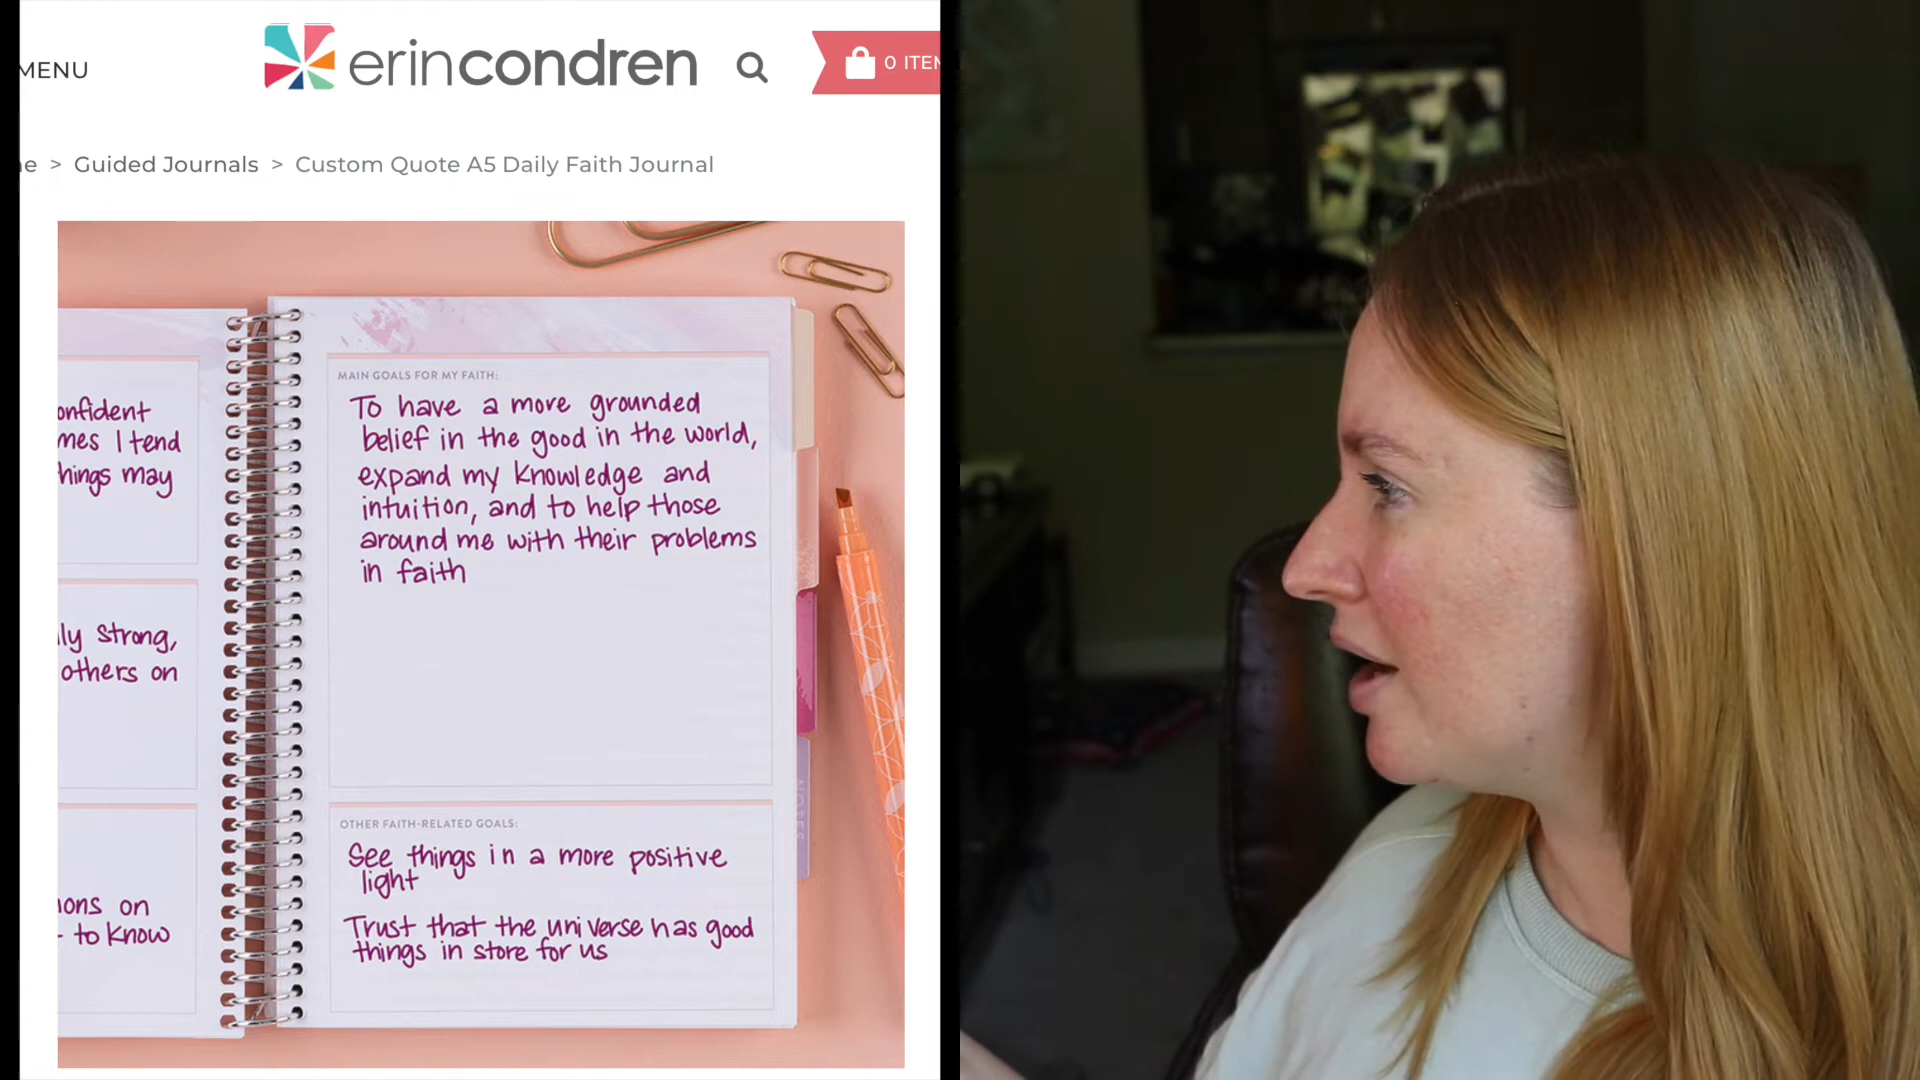 MENU
erincondren
0 ITEM
> Guided Journals > Custom Quote A5 Daily Faith Journal
MAIN GOALS FOR MY FAITH:
To have a more grounded
belief in the good in the world,
expand my knowledge and
intuition, and to help those
around me with their problems
in faith
OTHER FAITH-RELATED GOALS:
See things in a more positive
light
Trust that the universe has good
things in store for us
onfident
mes I tend
hings may
ly strong,
others on
ons on
to know
NOTES